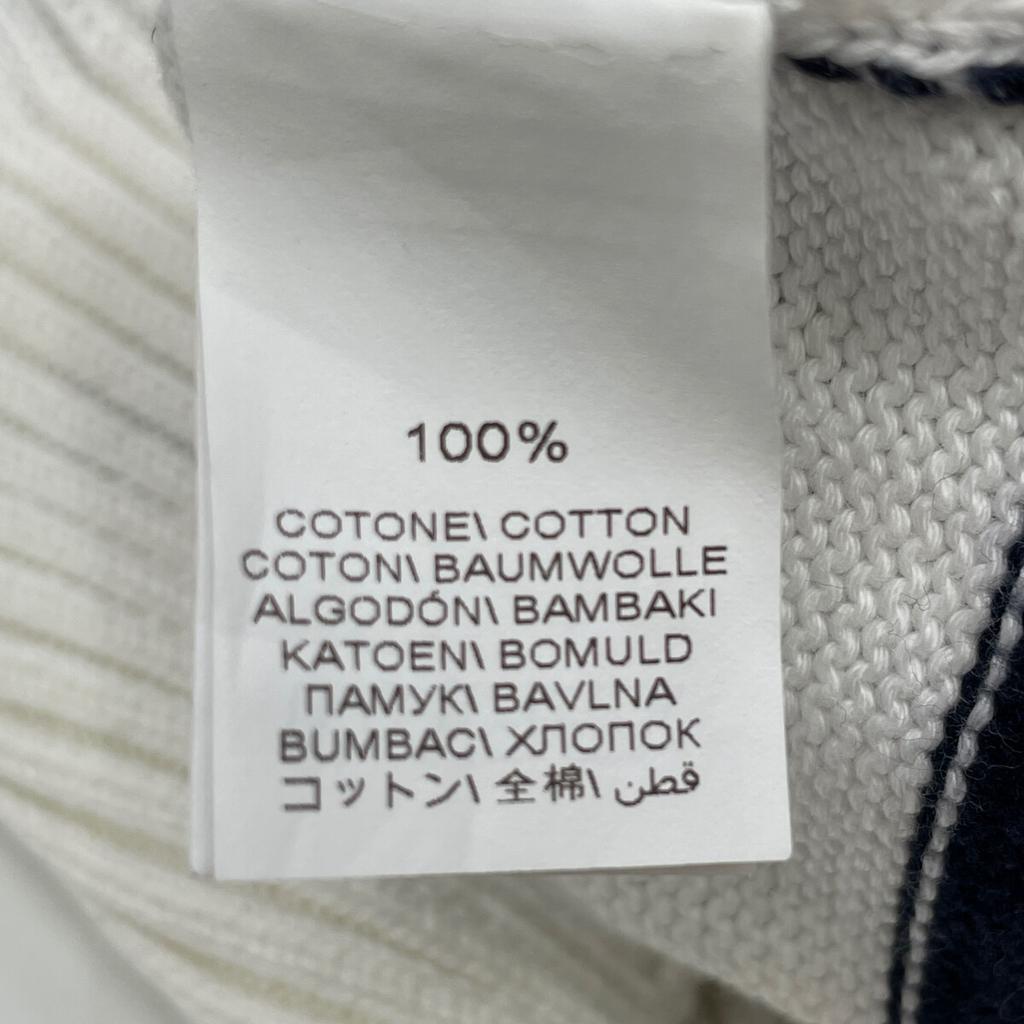 100%
COTONE\ COTTON
COTON\ BAUMWOLLE
ALGODÓN\ BAMBAKI
KATOEN\ BOMULD
ПАМУК\ BAVLNA
BUMBAC\ ХЛОПОК
コットン\ 全棉\ قطن